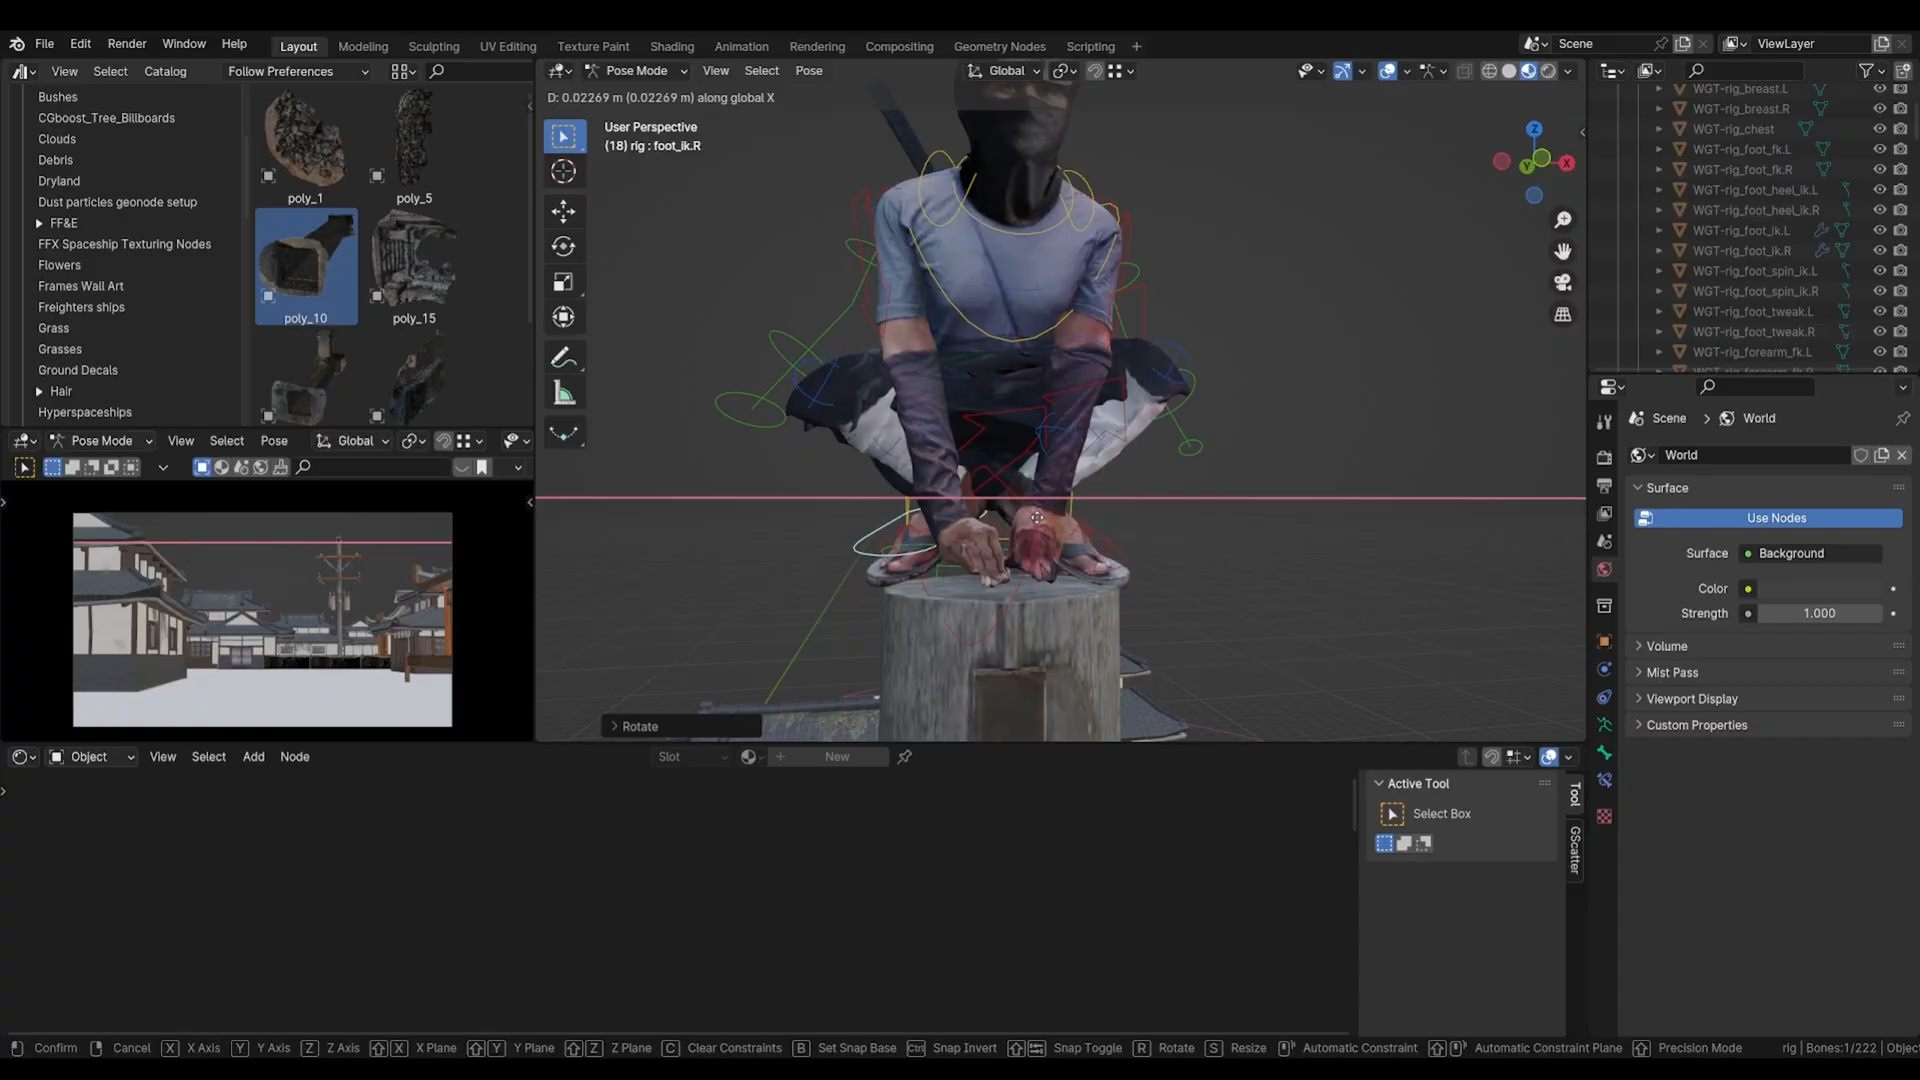 File Edit Render Window Help Layout Modeling Sculpting UV Editing Texture Paint Shading Animation Rendering Compositing Geometry Nodes Scripting + Scene ViewLayer
View Select Catalog Follow Preferences
Pose Mode View Select Pose Global
Bushes
CGboost_Tree_Billboards
Clouds
Debris
Dryland
Dust particles geonode setup
FF&E
FFX Spaceship Texturing Nodes
Flowers
Frames Wall Art
Freighters ships
Grass
Grasses
Ground Decals
Hair
Hyperspaceships
poly_1
poly_5
poly_10
poly_15
D: 0.02269 m (0.02269 m) along global X
User Perspective
(18) rig : foot_ik.R
Z
X
Y
Rotate
WGT-rig_breast.L
WGT-rig_breast.R
WGT-rig_chest
WGT-rig_foot_fk.L
WGT-rig_foot_fk.R
WGT-rig_foot_heel_ik.L
WGT-rig_foot_heel_ik.R
WGT-rig_foot_ik.L
WGT-rig_foot_ik.R
WGT-rig_foot_spin_ik.L
WGT-rig_foot_spin_ik.R
WGT-rig_foot_tweak.L
WGT-rig_foot_tweak.R
WGT-rig_forearm_fk.L
Scene > World
World
Surface
Use Nodes
Surface Background
Color
Strength 1.000
Volume
Mist Pass
Viewport Display
Custom Properties
Pose Mode View Select Pose Global
Object View Select Add Node Slot New
Active Tool
Select Box
Tool
GScatter
Confirm Cancel X X Axis Y Y Axis Z Z Axis X X Plane Y Y Plane Z Z Plane C Clear Constraints B Set Snap Base Ctrl Snap Invert Snap Toggle R Rotate S Resize Automatic Constraint Automatic Constraint Plane Precision Mode rig | Bones:1/222 | Object